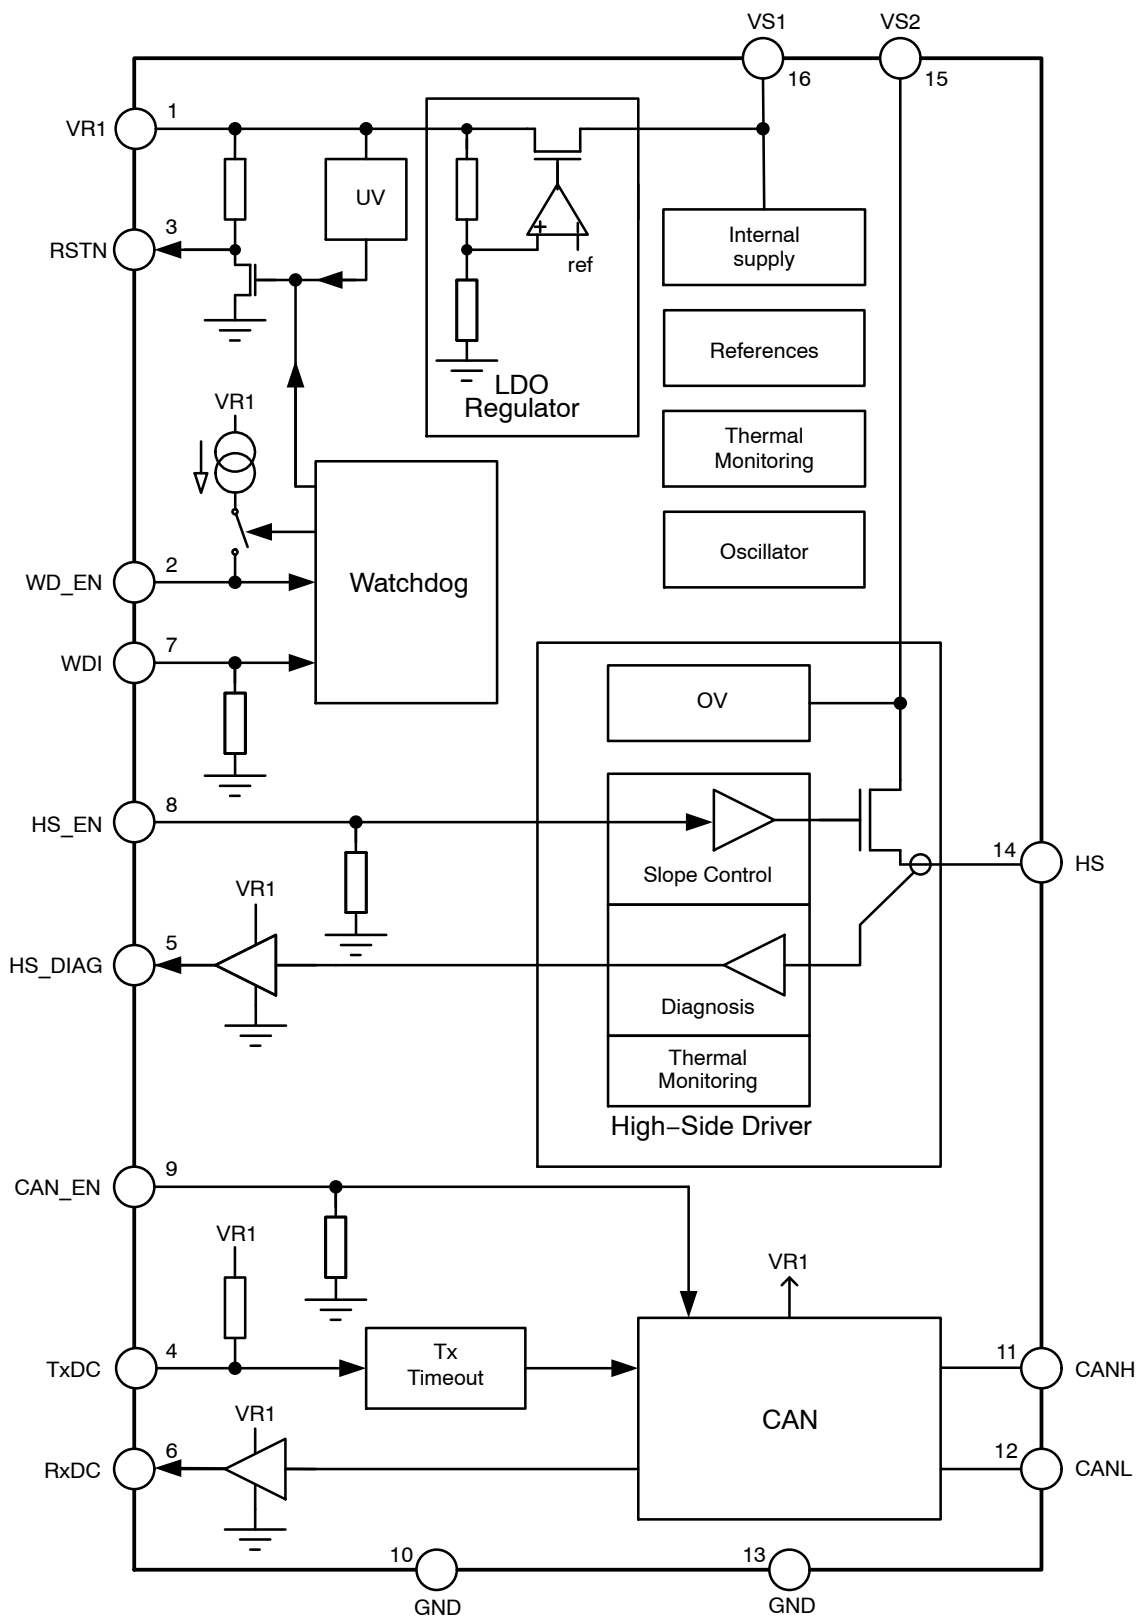 VS1
VS2
16
15
1
VR1
UV
3
RSTN
+
ref
Internal
supply
References
LDO
Regulator
VR1
Thermal
Monitoring
Oscillator
2
WD_EN
Watchdog
7
WDI
OV
8
HS_EN
Slope Control
14
HS
VR1
5
HS_DIAG
Diagnosis
Thermal
Monitoring
High–Side Driver
9
CAN_EN
VR1
VR1
4
TxDC
Tx
Timeout
11
CANH
CAN
VR1
6
RxDC
12
CANL
10
GND
13
GND